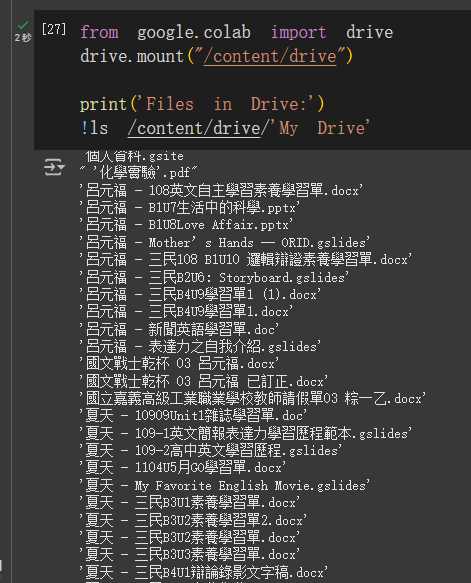 [27]
2秒
from google.colab import drive
drive.mount("/content/drive")
print('Files in Drive:')
!ls /content/drive/'My Drive'
'個人資料.gsite
" '化學實驗'.pdf"
'呂元福 - 108英文自主學習素養學習單.docx'
'呂元福 - B1U7生活中的科學.pptx'
'呂元福 - B1U8Love Affair.pptx'
'呂元福 - Mother’s Hands — ORID.gslides'
'呂元福 - 三民108 B1U10 邏輯辯證素養學習單.docx'
'呂元福 - 三民B2U6: Storyboard.gslides'
'呂元福 - 三民B4U9學習單1 (1).docx'
'呂元福 - 三民B4U9學習單1.docx'
'呂元福 - 新聞英語學習單.doc'
'呂元福 - 表達力之自我介紹.gslides'
'國文戰士乾杯 03 呂元福.docx'
'國文戰士乾杯 03 呂元福 已訂正.docx'
'國立嘉義高級工業職業學校教師請假單03 綜一乙.docx'
'夏天 - 10909Unit1雜誌學習單.doc'
'夏天 - 109-1英文簡報表達力學習歷程範本.gslides'
'夏天 - 109-2高中英文學習歷程.gslides'
'夏天 - 1104U5月GO學習單.docx'
'夏天 - My Favorite English Movie.gslides'
'夏天 - 三民B3U1素養學習單.docx'
'夏天 - 三民B3U2素養學習單2.docx'
'夏天 - 三民B3U2素養學習單.docx'
'夏天 - 三民B3U3素養學習單.docx'
'夏天 - 三民B4U1辯論錄影文字稿.docx'